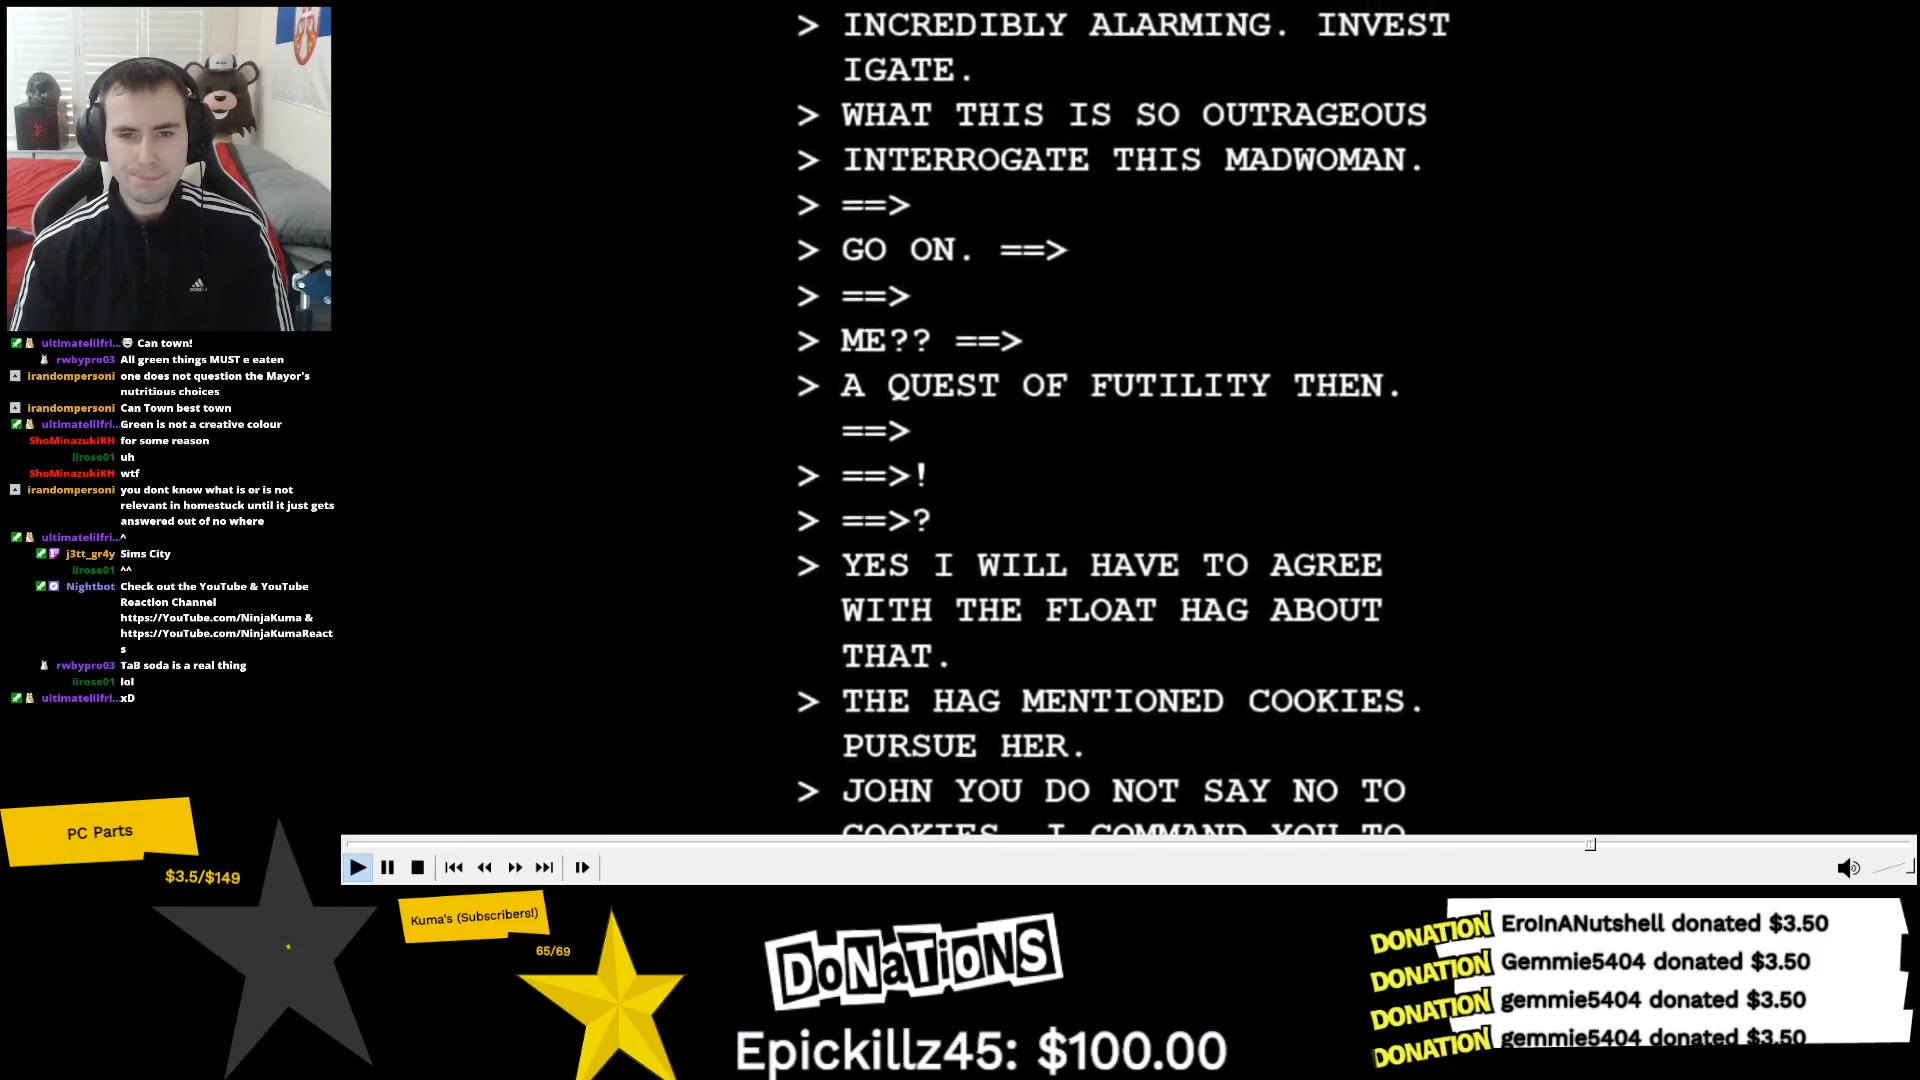 > INCREDIBLY ALARMING. INVEST
IGATE.
> WHAT THIS IS SO OUTRAGEOUS
> INTERROGATE THIS MADWOMAN.
> ==>
> GO ON. ==>
> ==>
> ME?? ==>
> A QUEST OF FUTILITY THEN.
==>
> ==>!
> ==>?
> YES I WILL HAVE TO AGREE
WITH THE FLOAT HAG ABOUT
THAT.
> THE HAG MENTIONED COOKIES.
PURSUE HER.
> JOHN YOU DO NOT SAY NO TO
COOKIES. I COMMAND YOU TO
adidas
ultimatelilfri... Can town!
rwbypro03 All green things MUST e eaten
irandompersoni one does not question the Mayor's
nutritious choices
irandompersoni Can Town best town
ultimatelilfri... Green is not a creative colour
ShoMinazukiKH for some reason
iirose01 uh
ShoMinazukiKH wtf
irandompersoni you dont know what is or is not
relevant in homestuck until it just gets
answered out of no where
ultimatelilfri... ^
j3tt_gr4y Sims City
iirose01 ^^
Nightbot Check out the YouTube & YouTube
Reaction Channel
https://YouTube.com/NinjaKuma &
https://YouTube.com/NinjaKumaReact
s
rwbypro03 TaB soda is a real thing
iirose01 lol
ultimatelilfri... xD
PC Parts
$3.5/$149
Kuma's (Subscribers!)
65/69
DoNaTiONS
Epickillz45: $100.00
DONATION EroInANutshell donated $3.50
DONATION Gemmie5404 donated $3.50
DONATION gemmie5404 donated $3.50
DONATION gemmie5404 donated $3.50